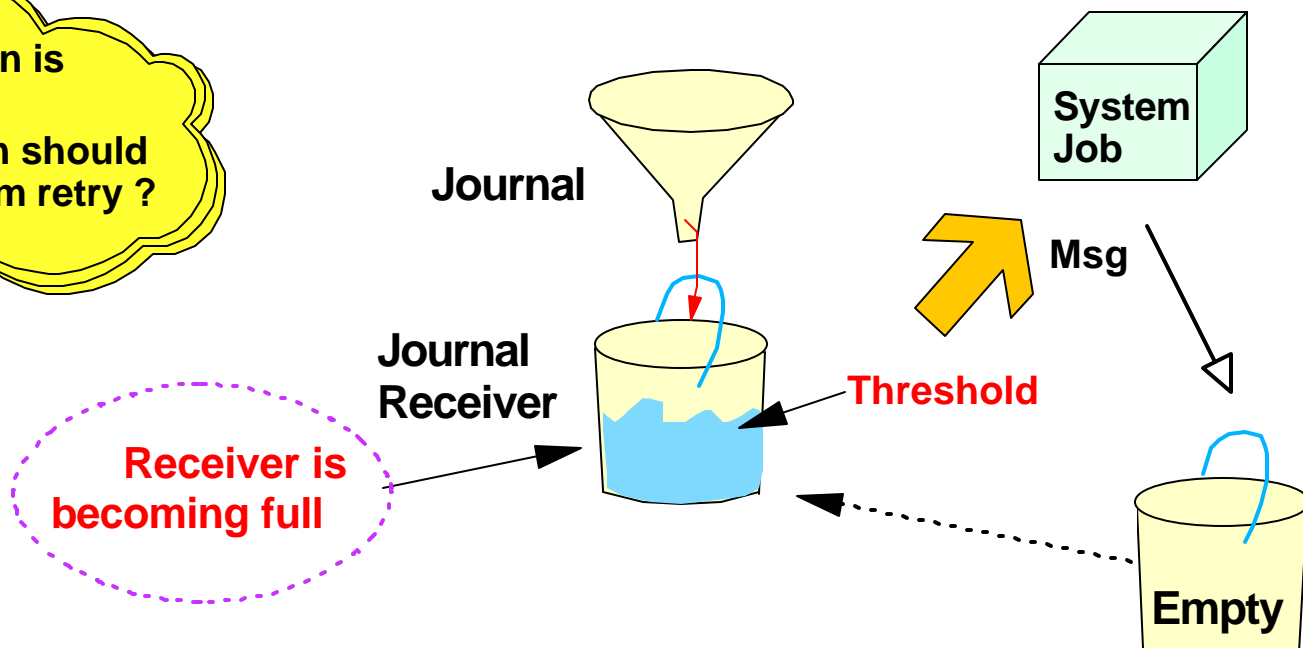 n is
should
m retry ?
Journal
System
Job
Msg
Journal
Receiver
Threshold
Receiver is
becoming full
Empty